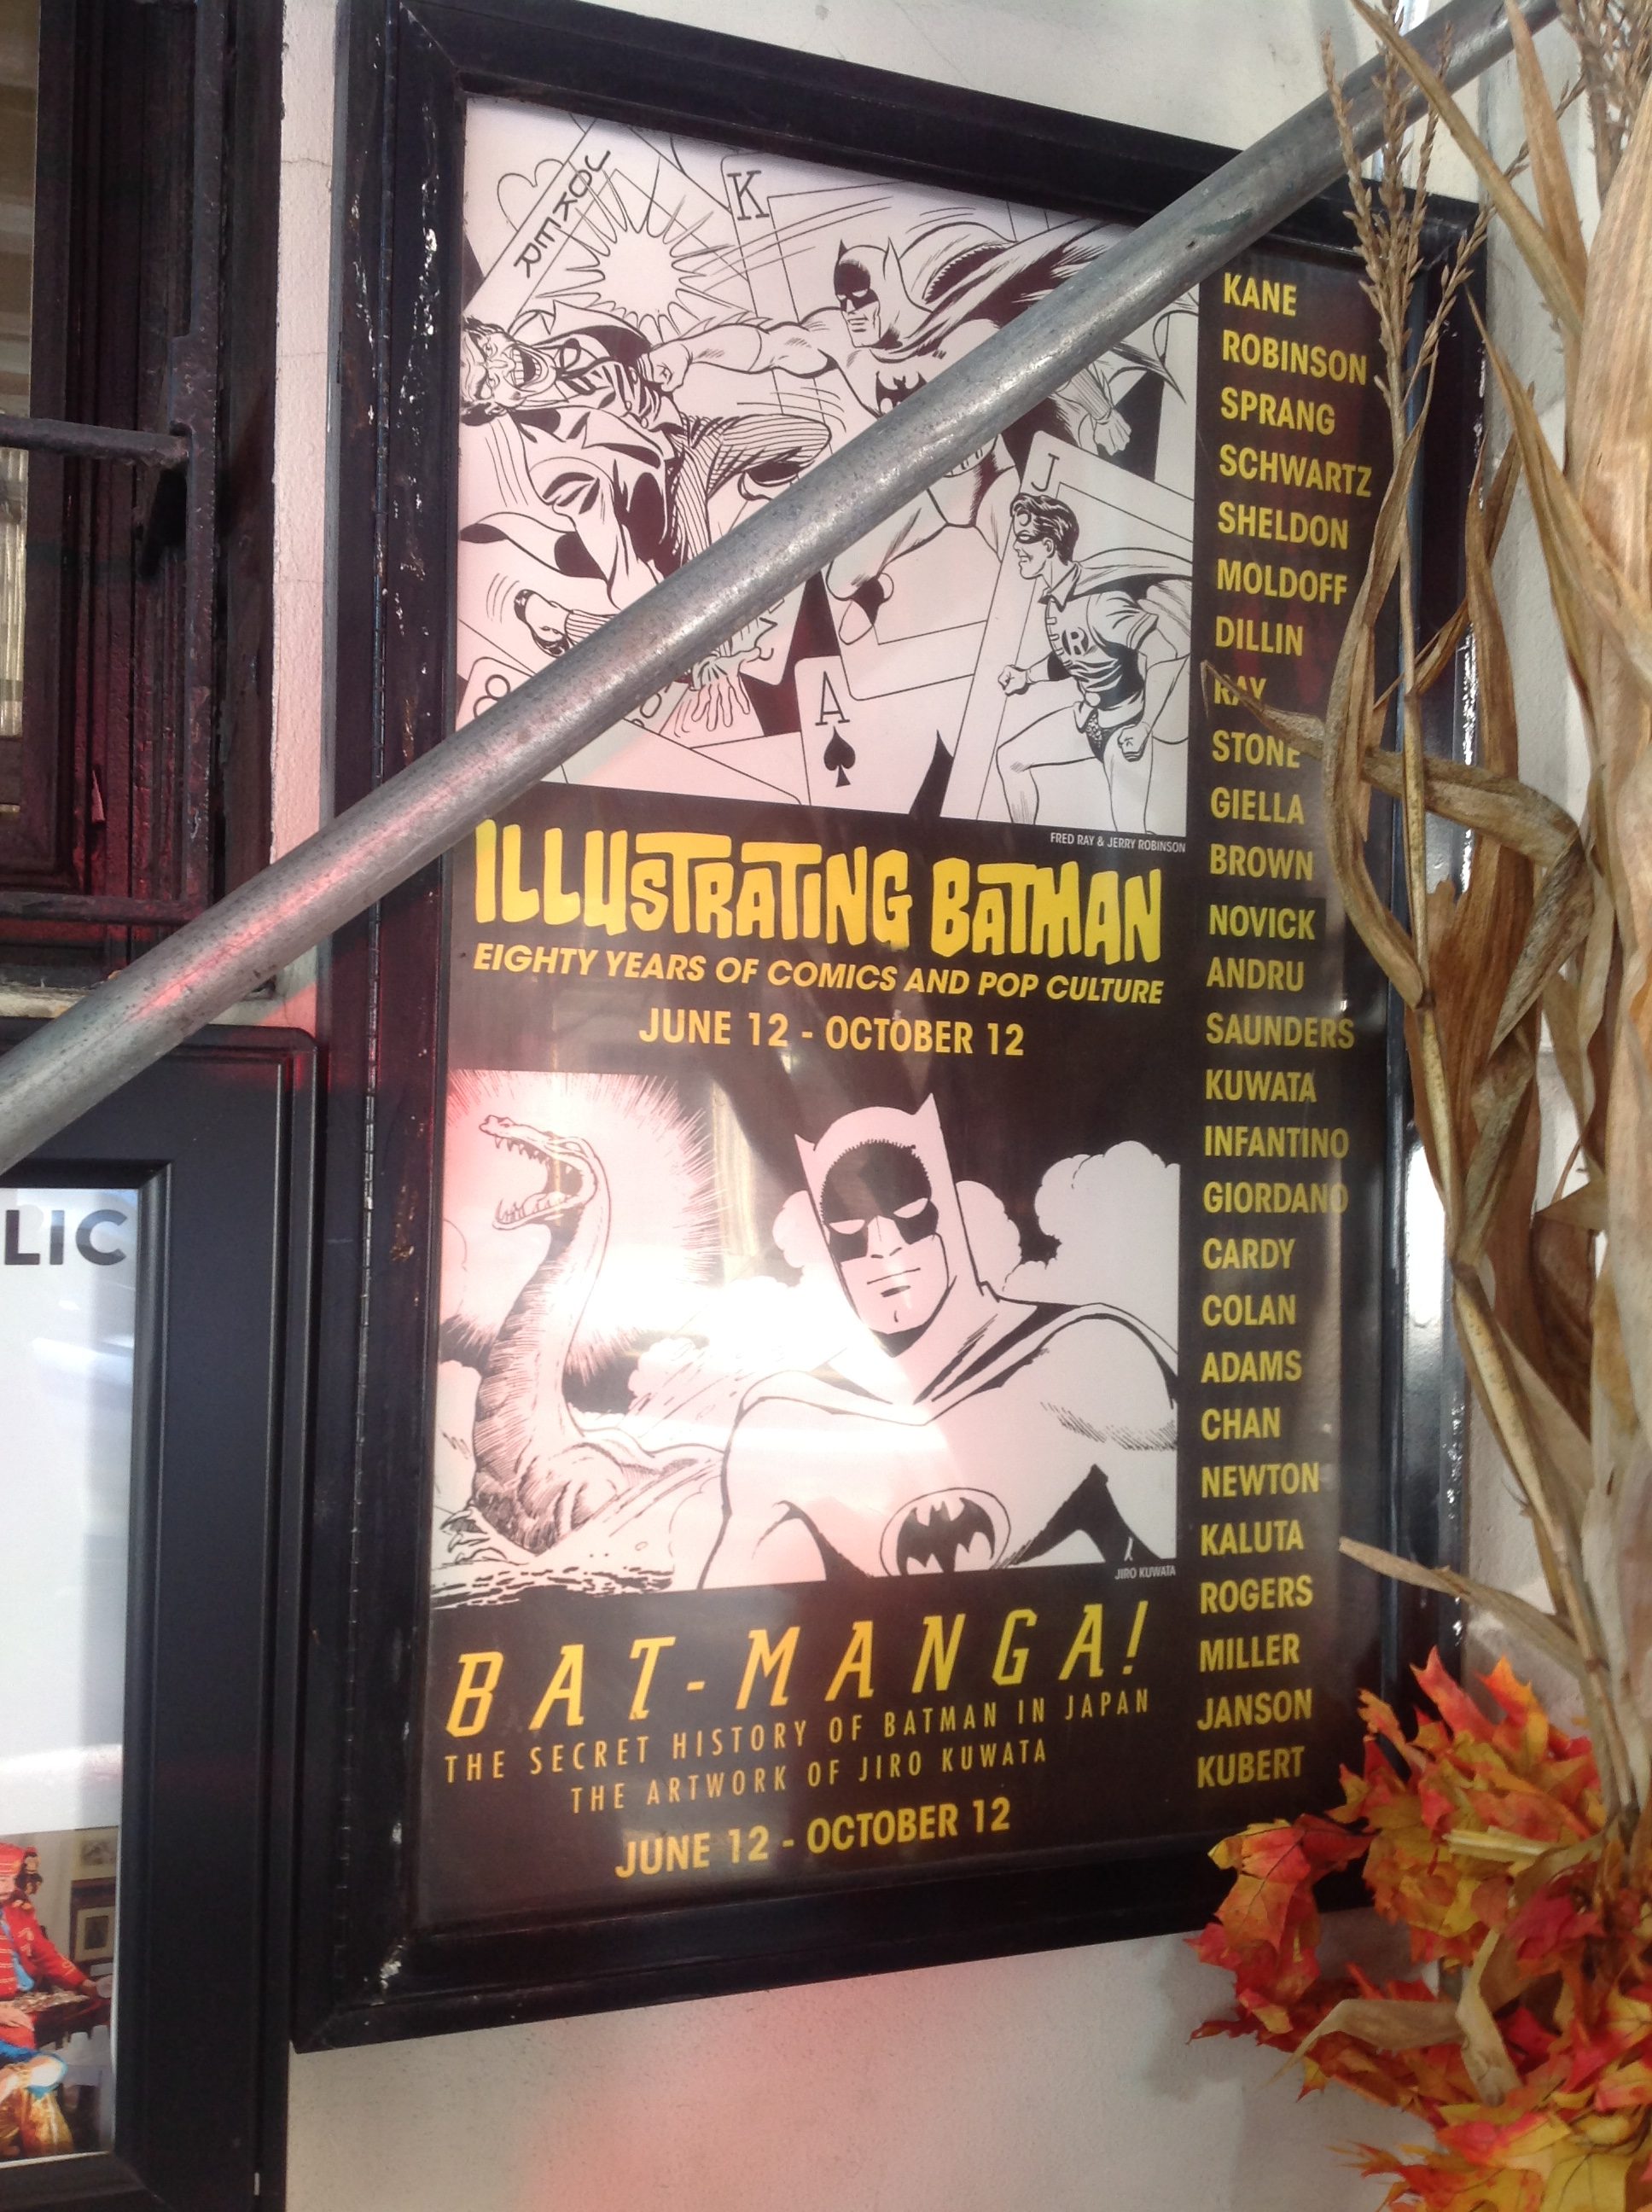 JOKER
K
J
A
8
FRED RAY & JERRY ROBINSON
ILLUSTRATING BATMAN
EIGHTY YEARS OF COMICS AND POP CULTURE
JUNE 12 - OCTOBER 12
R
JIRO KUWATA
BAT-MANGA!
THE SECRET HISTORY OF BATMAN IN JAPAN
THE ARTWORK OF JIRO KUWATA
JUNE 12 - OCTOBER 12
KANE
ROBINSON
SPRANG
SCHWARTZ
SHELDON
MOLDOFF
DILLIN
RAY
STONE
GIELLA
BROWN
NOVICK
ANDRU
SAUNDERS
KUWATA
INFANTINO
GIORDANO
CARDY
COLAN
ADAMS
CHAN
NEWTON
KALUTA
ROGERS
MILLER
JANSON
KUBERT
LIC